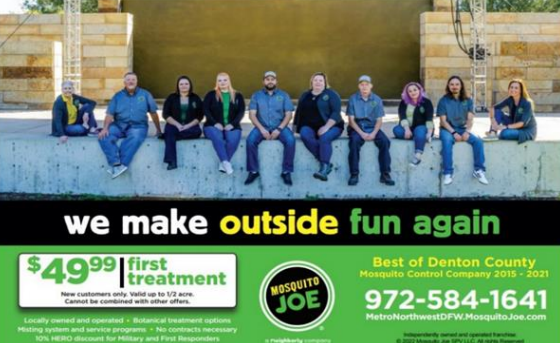 we make outside fun again
$49.99 first treatment
New customers only. Valid up to 1/2 acre.
Cannot be combined with other offers.
Locally owned and operated • Botanical treatment options
Misting system and service programs • No contracts necessary
10% HERO discount for Military and First Responders
MOSQUITO
JOE
a neighborly company
Best of Denton County
Mosquito Control Company 2015 - 2021
972-584-1641
MetroNorthwestDFW.MosquitoJoe.com
Independently owned and operated franchise.
© 2022 Mosquito Joe SPV LLC. All Rights Reserved.